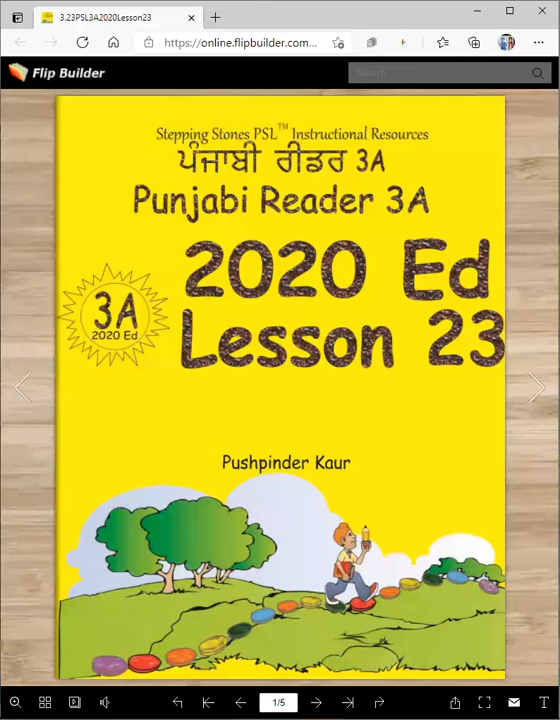 3.23PSL3A2020Lesson23
https://online.flipbuilder.com...
Flip Builder
Search
Stepping Stones PSL™ Instructional Resources
ਪੰਜਾਬੀ ਰੀਡਰ 3A
Punjabi Reader 3A
2020 Ed
Lesson 23
3A
2020 Ed
Pushpinder Kaur
1/5